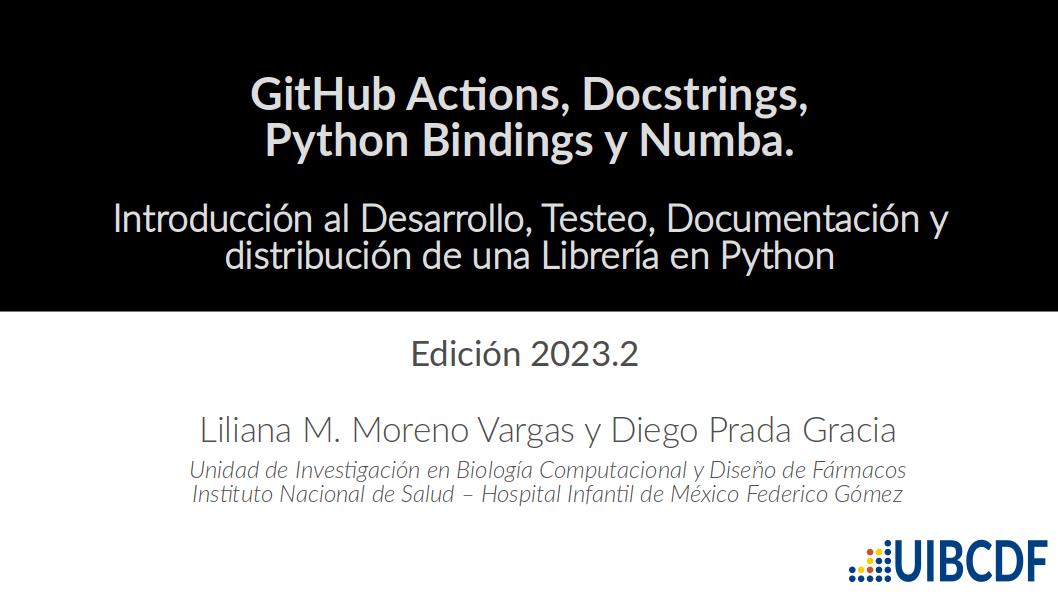 GitHub Actions, Docstrings,
Python Bindings y Numba.
Introducción al Desarrollo, Testeo, Documentación y
distribución de una Librería en Python
Edición 2023.2
Liliana M. Moreno Vargas y Diego Prada Gracia
Unidad de Investigación en Biología Computacional y Diseño de Fármacos
Instituto Nacional de Salud – Hospital Infantil de México Federico Gómez
UIBCDF